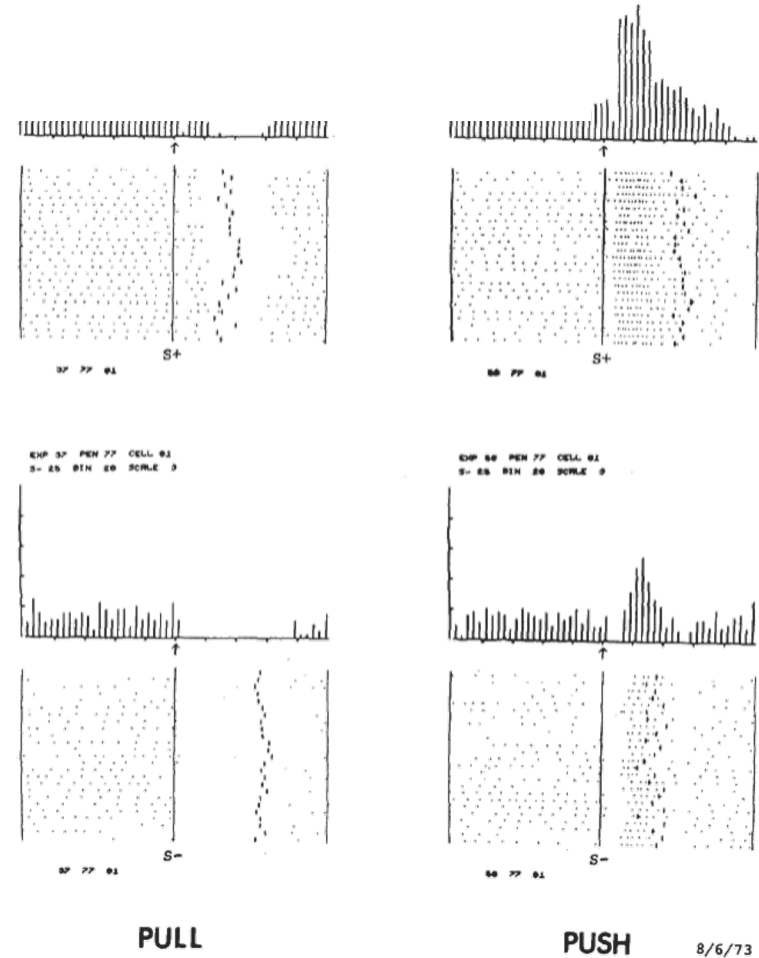 S+
S+
37 77 01
50 77 01
EXP 37 PEN 77 CELL 01
S- 25 BIN 20 SCALE 3
EXP 50 PEN 77 CELL 01
S- 25 BIN 20 SCALE 3
S-
S-
37 77 01
50 77 01
PULL
PUSH
8/6/73